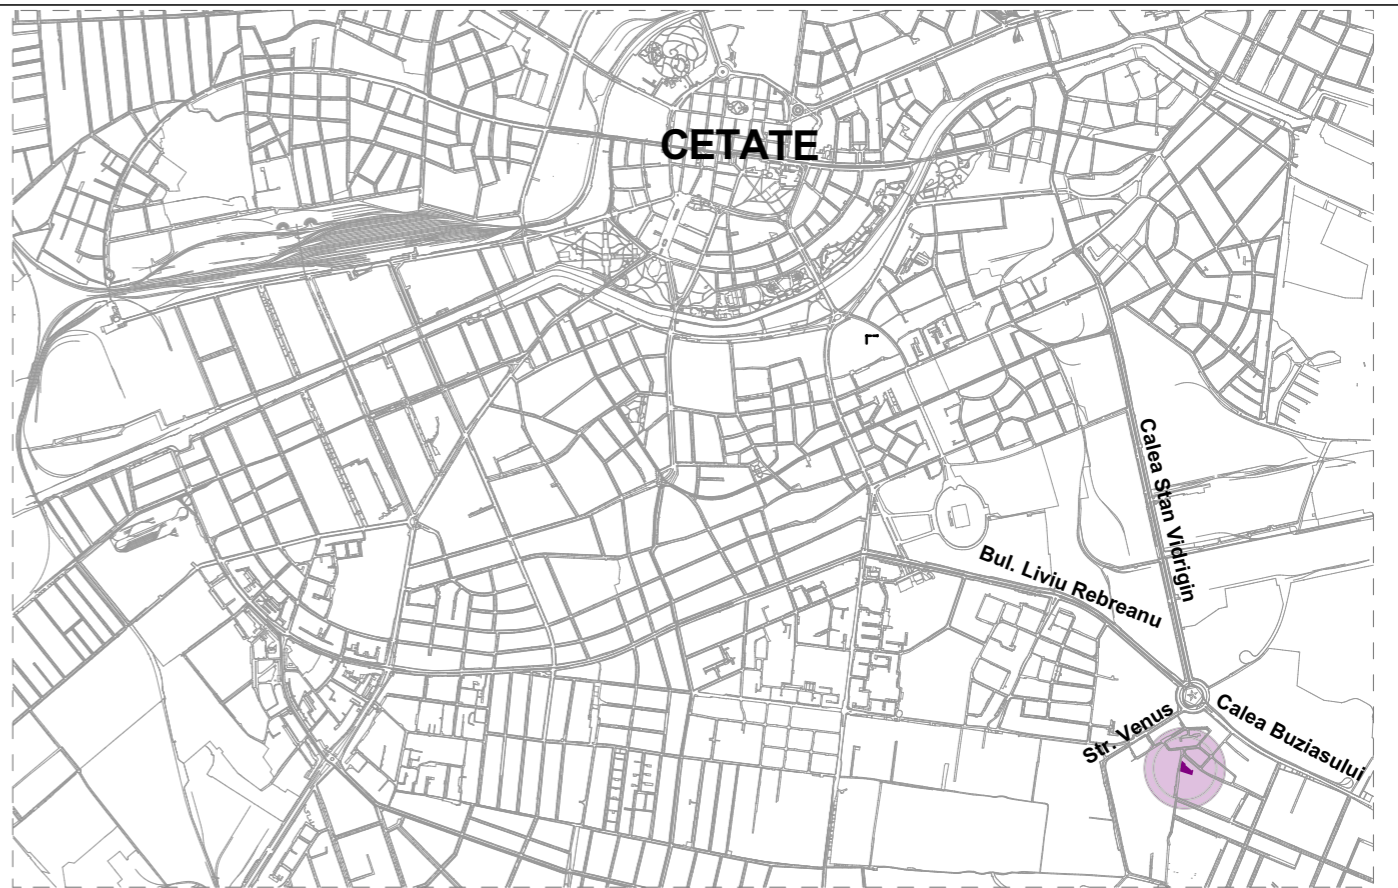 CETATE
L
Calea Stan Vidrigin
Bul. Liviu Rebreanu
Str. Venus
Calea Buziasului